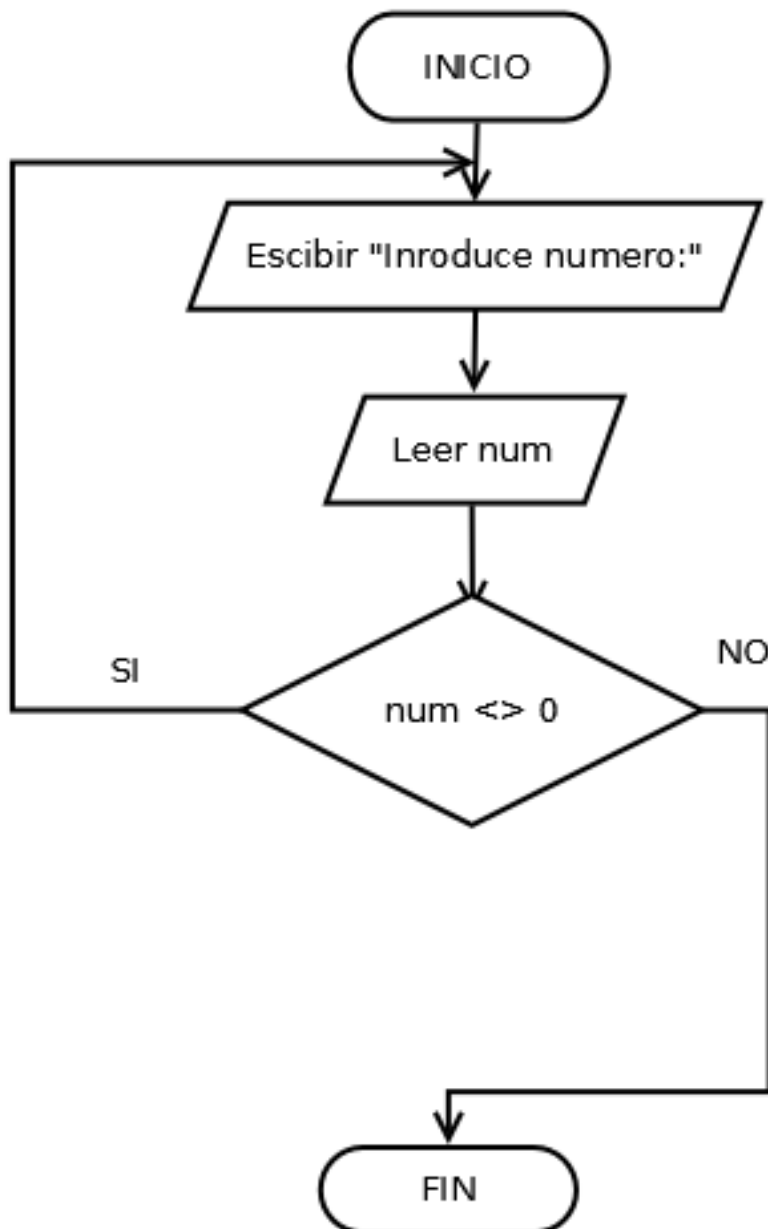 INICIO
Escibir "Inroduce numero:"
Leer num
SI
NO
num <> 0
FIN